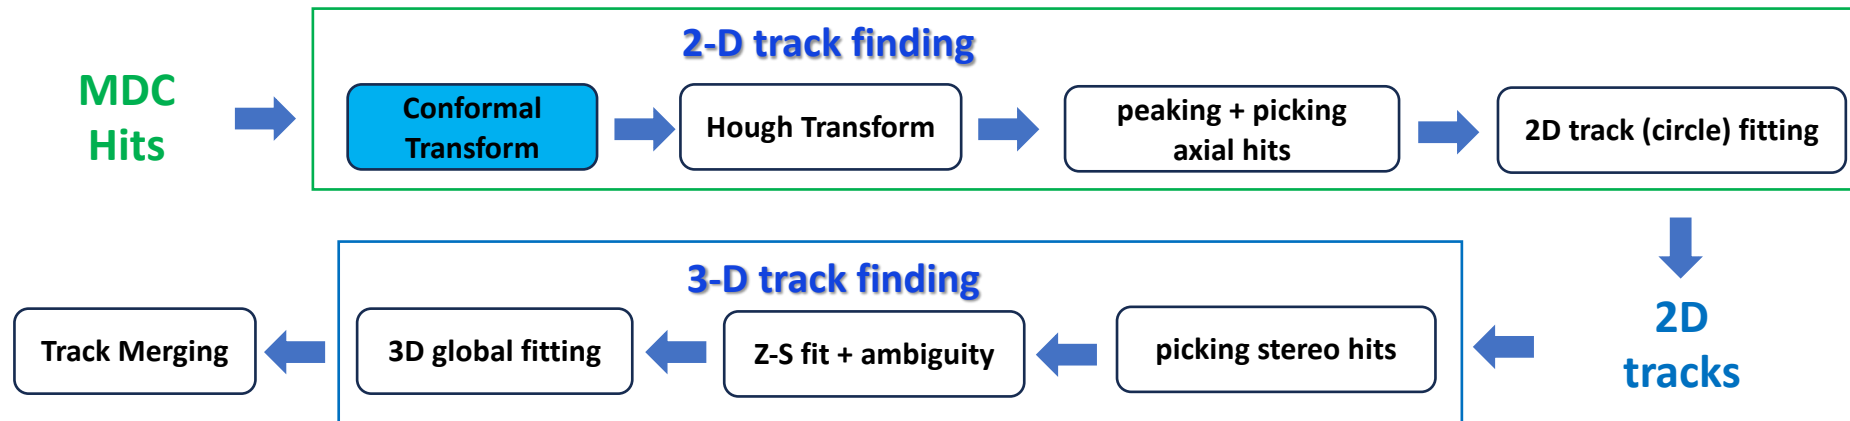 2-D track finding
MDC
Hits
Conformal
Transform
Hough Transform
peaking + picking
axial hits
2D track (circle) fitting
2D
tracks
3-D track finding
picking stereo hits
Z-S fit + ambiguity
3D global fitting
Track Merging